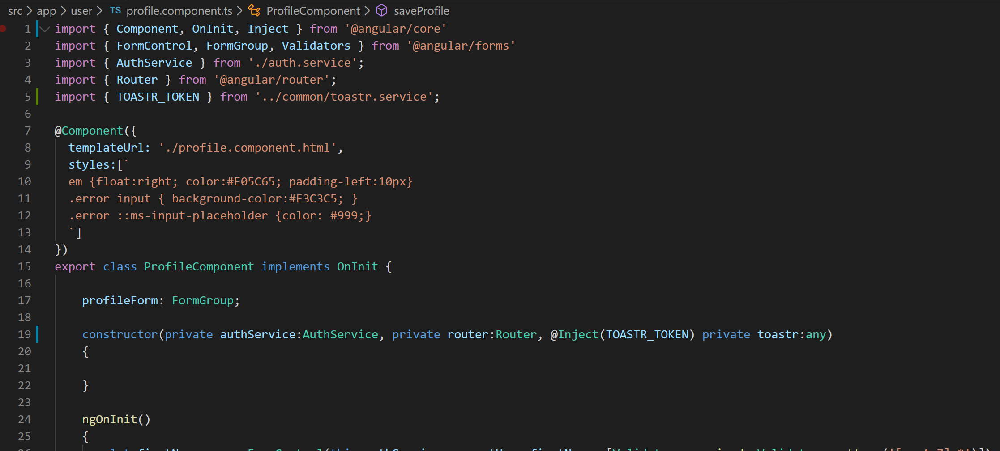 src > app > user > TS profile.component.ts > ProfileComponent > saveProfile
1 import { Component, OnInit, Inject } from '@angular/core'
2 import { FormControl, FormGroup, Validators } from '@angular/forms'
3 import { AuthService } from './auth.service';
4 import { Router } from '@angular/router';
5 import { TOASTR_TOKEN } from '../common/toastr.service';
6
7 @Component({
8   templateUrl: './profile.component.html',
9   styles:[`
10   em {float:right; color:#E05C65; padding-left:10px}
11   .error input { background-color:#E3C3C5; }
12   .error ::ms-input-placeholder {color: #999;}
13   `]
14 })
15 export class ProfileComponent implements OnInit {
16
17     profileForm: FormGroup;
18
19     constructor(private authService:AuthService, private router:Router, @Inject(TOASTR_TOKEN) private toastr:any)
20     {
21
22     }
23
24     ngOnInit()
25     {